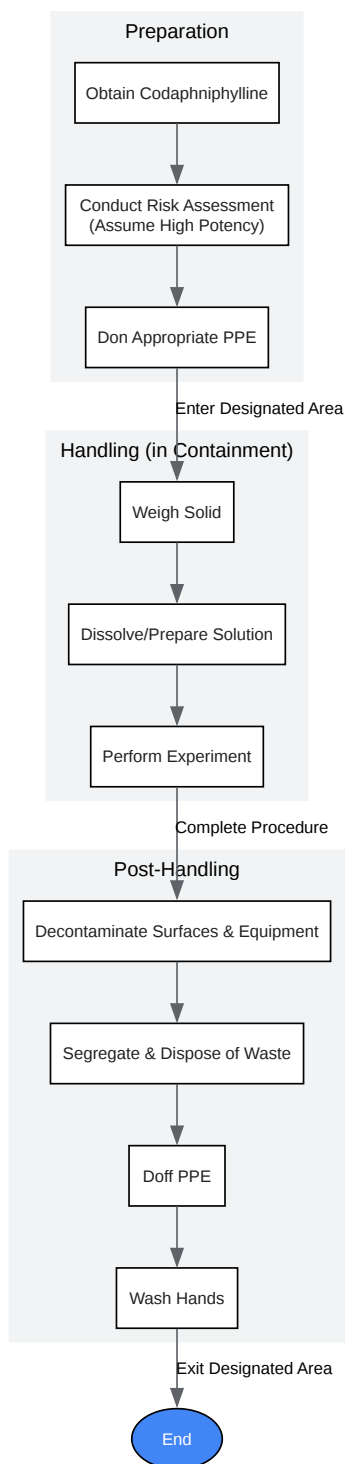 Preparation
Obtain Codaphniphylline
Conduct Risk Assessment
(Assume High Potency)
Don Appropriate PPE
Enter Designated Area
Handling (in Containment)
Weigh Solid
Dissolve/Prepare Solution
Perform Experiment
Complete Procedure
Post-Handling
Decontaminate Surfaces & Equipment
Segregate & Dispose of Waste
Doff PPE
Wash Hands
Exit Designated Area
End